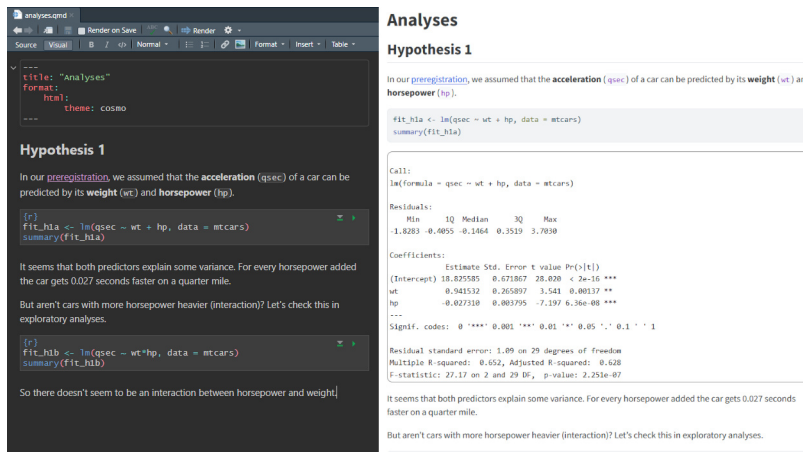 analyses.qmd
Render on Save
Render
Source Visual B I </> Normal Format Insert Table
---
title: "Analyses"
format:
    html:
        theme: cosmo
---
Hypothesis 1
In our preregistration, we assumed that the acceleration (qsec) of a car can be
predicted by its weight (wt) and horsepower (hp).
{r}
fit_h1a <- lm(qsec ~ wt + hp, data = mtcars)
summary(fit_h1a)
It seems that both predictors explain some variance. For every horsepower added
the car gets 0.027 seconds faster on a quarter mile.
But aren't cars with more horsepower heavier (interaction)? Let's check this in
exploratory analyses.
{r}
fit_h1b <- lm(qsec ~ wt*hp, data = mtcars)
summary(fit_h1b)
So there doesn't seem to be an interaction between horsepower and weight.
Analyses
Hypothesis 1
In our preregistration, we assumed that the acceleration (qsec) of a car can be predicted by its weight (wt) an
horsepower (hp).
fit_h1a <- lm(qsec ~ wt + hp, data = mtcars)
summary(fit_h1a)
Call:
lm(formula = qsec ~ wt + hp, data = mtcars)
Residuals:
    Min      1Q  Median      3Q     Max
-1.8283 -0.4055 -0.1464  0.3519  3.7030
Coefficients:
             Estimate Std. Error t value Pr(>|t|)
(Intercept) 18.825585   0.671867  28.020  < 2e-16 ***
wt           0.941532   0.265897   3.541  0.00137 **
hp          -0.027310   0.003795  -7.197 6.36e-08 ***
---
Signif. codes:  0 '***' 0.001 '**' 0.01 '*' 0.05 '.' 0.1 ' ' 1
Residual standard error: 1.09 on 29 degrees of freedom
Multiple R-squared:  0.652, Adjusted R-squared:  0.628
F-statistic: 27.17 on 2 and 29 DF,  p-value: 2.251e-07
It seems that both predictors explain some variance. For every horsepower added the car gets 0.027 seconds
faster on a quarter mile.
But aren't cars with more horsepower heavier (interaction)? Let's check this in exploratory analyses.